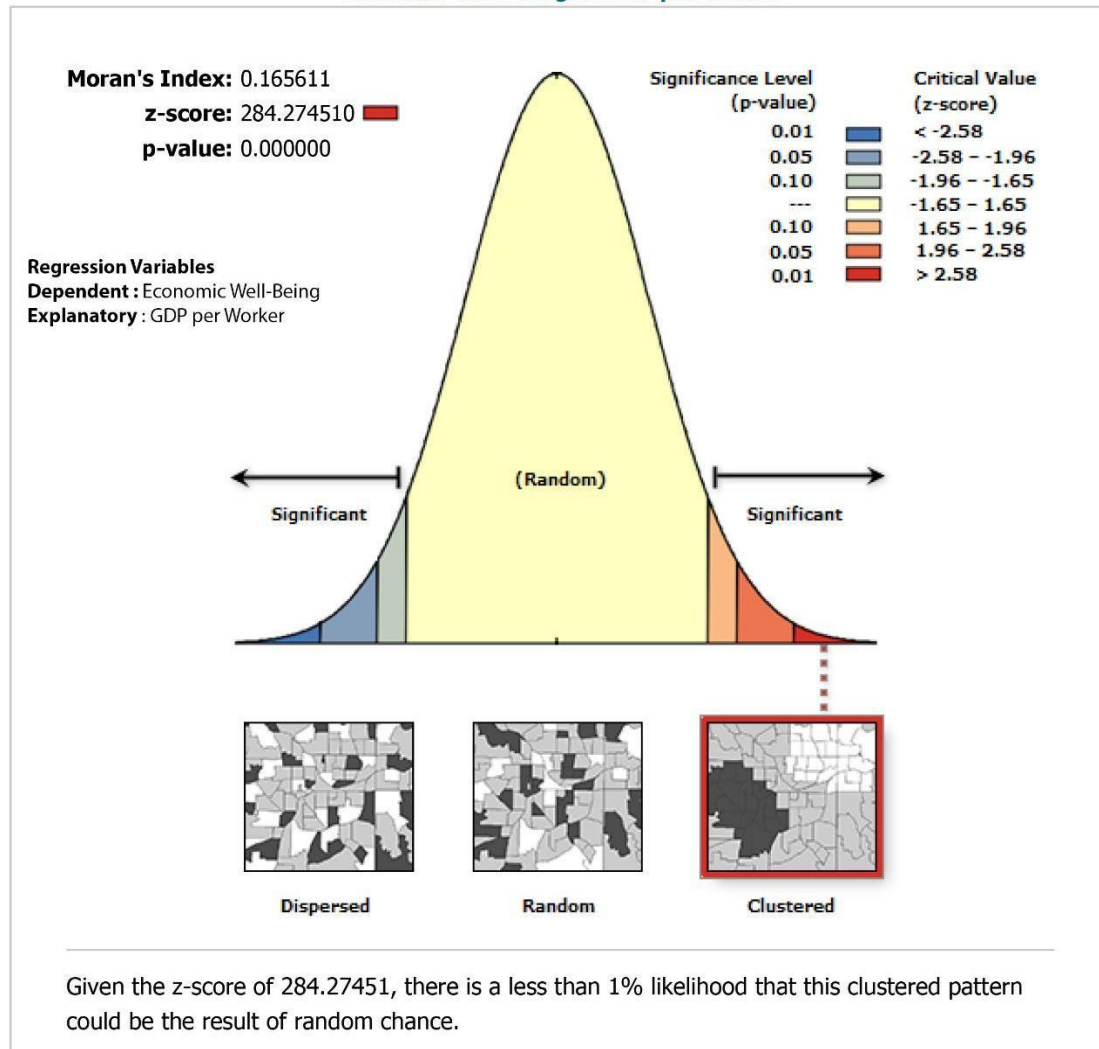 Moran's Index: 0.165611
z-score: 284.274510
p-value: 0.000000
Regression Variables
Dependent : Economic Well-Being
Explanatory : GDP per Worker
Significance Level
(p-value)
Critical Value
(z-score)
0.01 < -2.58
0.05 -2.58 – -1.96
0.10 -1.96 – -1.65
--- -1.65 – 1.65
0.10 1.65 – 1.96
0.05 1.96 – 2.58
0.01 > 2.58
(Random)
Significant
Significant
Dispersed
Random
Clustered
Given the z-score of 284.27451, there is a less than 1% likelihood that this clustered pattern
could be the result of random chance.